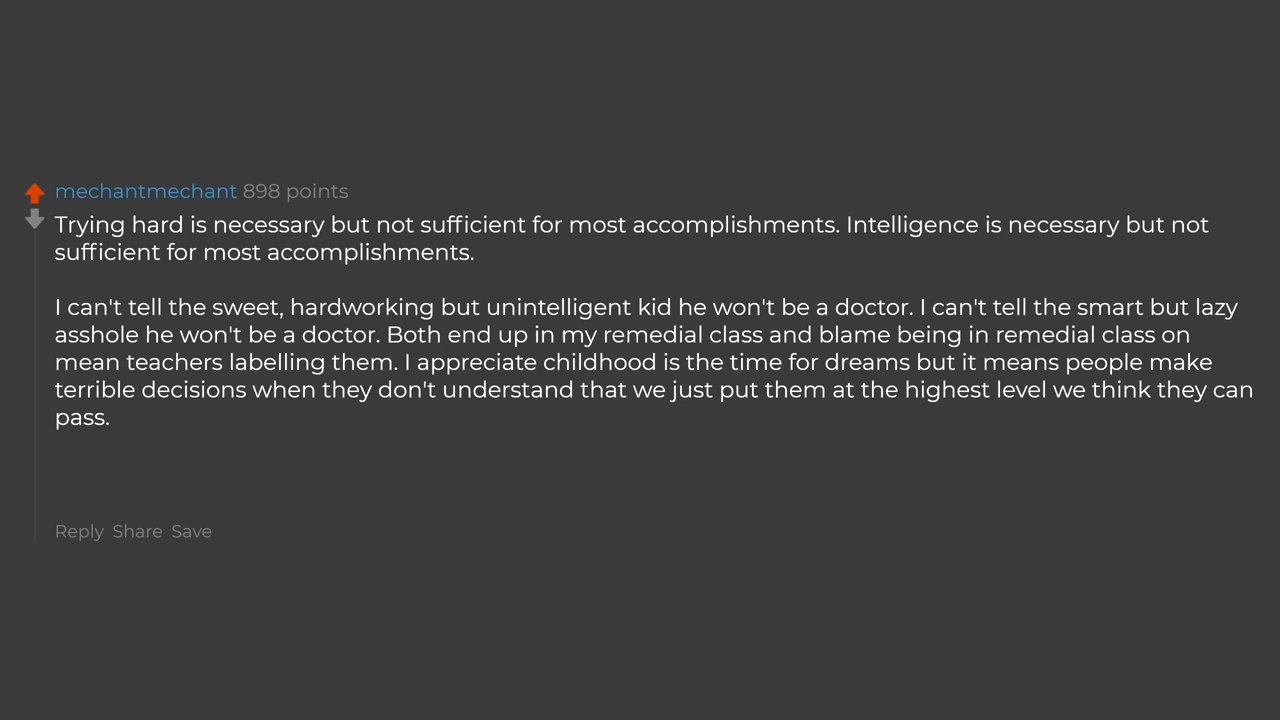 mechantmechant 898 points
Trying hard is necessary but not sufficient for most accomplishments. Intelligence is necessary but not
sufficient for most accomplishments.
I can't tell the sweet, hardworking but unintelligent kid he won't be a doctor. I can't tell the smart but lazy
asshole he won't be a doctor. Both end up in my remedial class and blame being in remedial class on
mean teachers labelling them. I appreciate childhood is the time for dreams but it means people make
terrible decisions when they don't understand that we just put them at the highest level we think they can
pass.
Reply Share Save